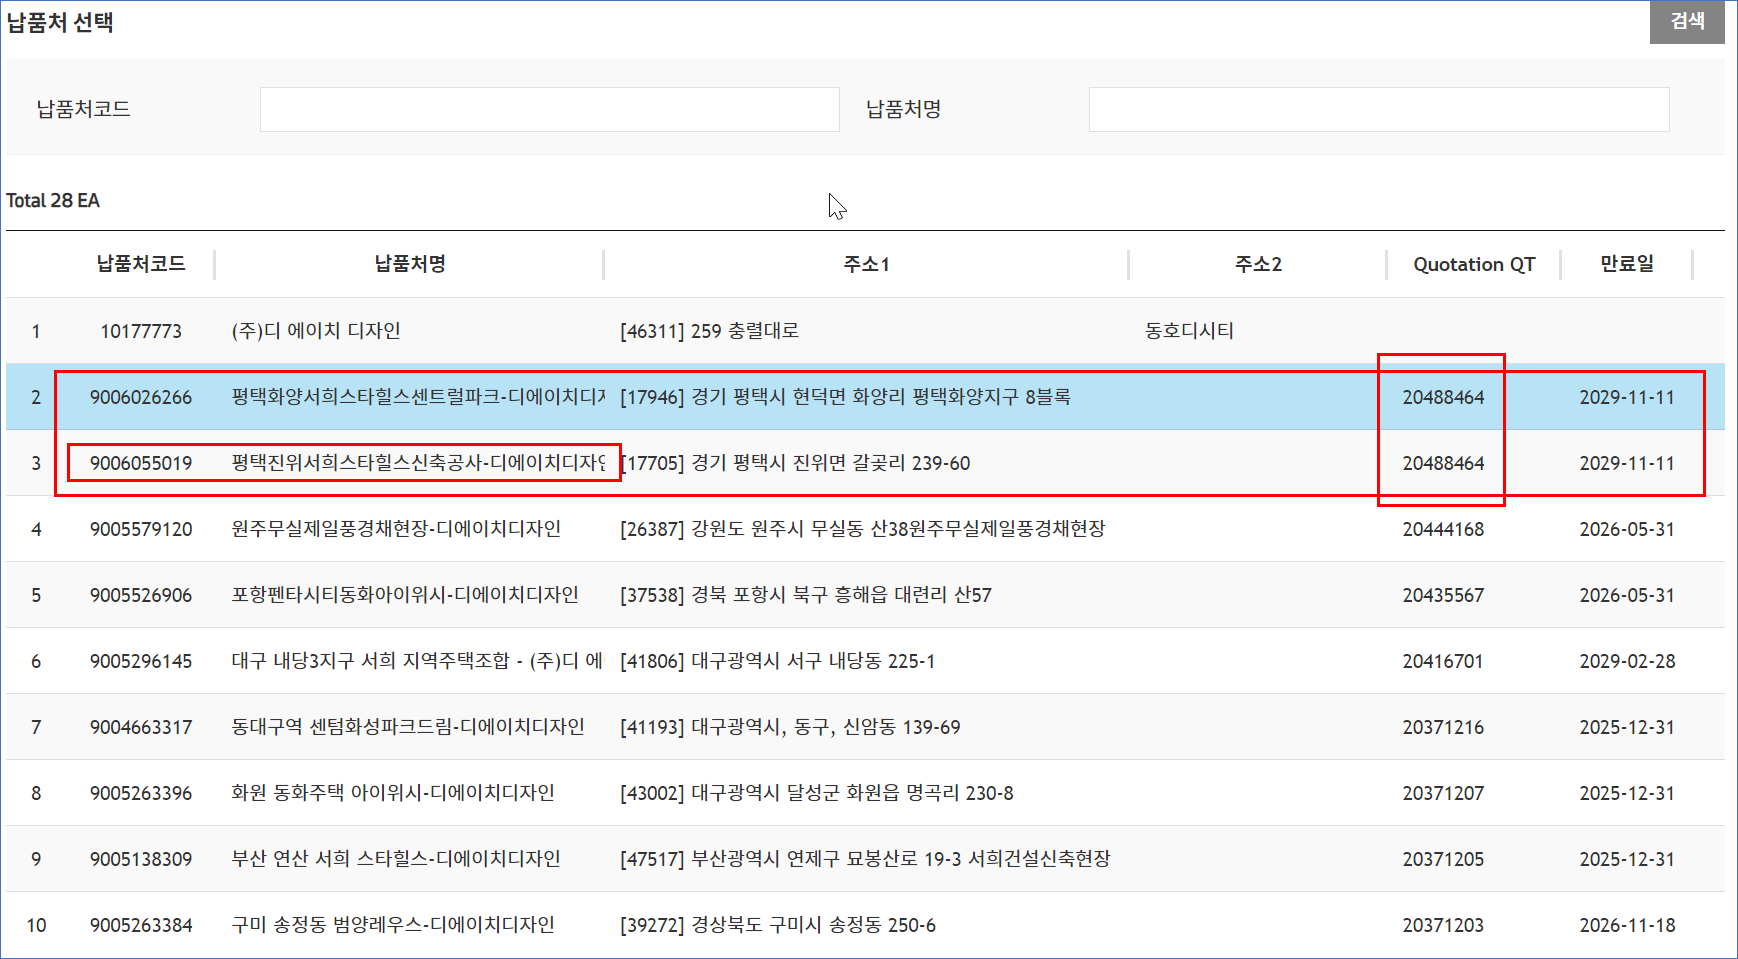 납품처 선택
검색
납품처코드 납품처명
Total 28 EA
납품처코드 납품처명 주소1 주소2 Quotation QT 만료일
1 10177773 (주)디 에이치 디자인 [46311] 259 충렬대로 동호디시티
2 9006026266 평택화양서희스타힐스센트럴파크-디에이치디자 [17946] 경기 평택시 현덕면 화양리 평택화양지구 8블록 20488464 2029-11-11
3 9006055019 평택진위서희스타힐스신축공사-디에이치디자인 [17705] 경기 평택시 진위면 갈곶리 239-60 20488464 2029-11-11
4 9005579120 원주무실제일풍경채현장-디에이치디자인 [26387] 강원도 원주시 무실동 산38원주무실제일풍경채현장 20444168 2026-05-31
5 9005526906 포항펜타시티동화아이위시-디에이치디자인 [37538] 경북 포항시 북구 흥해읍 대련리 산57 20435567 2026-05-31
6 9005296145 대구 내당3지구 서희 지역주택조합 - (주)디 에 [41806] 대구광역시 서구 내당동 225-1 20416701 2029-02-28
7 9004663317 동대구역 센텀화성파크드림-디에이치디자인 [41193] 대구광역시, 동구, 신암동 139-69 20371216 2025-12-31
8 9005263396 화원 동화주택 아이위시-디에이치디자인 [43002] 대구광역시 달성군 화원읍 명곡리 230-8 20371207 2025-12-31
9 9005138309 부산 연산 서희 스타힐스-디에이치디자인 [47517] 부산광역시 연제구 묘봉산로 19-3 서희건설신축현장 20371205 2025-12-31
10 9005263384 구미 송정동 범양레우스-디에이치디자인 [39272] 경상북도 구미시 송정동 250-6 20371203 2026-11-18